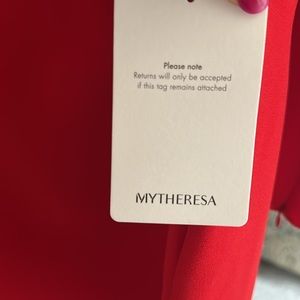 Please note
Returns will only be accepted
if this tag remains attached
MYTHERESA